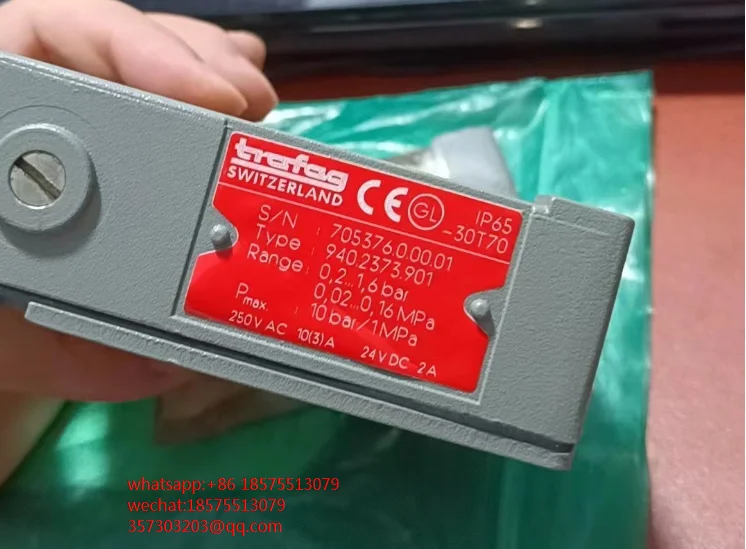 trafag
SWITZERLAND
CE GL IP65
-30T70
S/N : 705376.0.00.01
Type : 940.2373.901
Range : 0,2...1,6 bar
0,02...0,16 MPa
Pmax. : 10 bar/1 MPa
250V AC 10(3)A 24V DC 2A
whatsapp:+86 18575513079
wechat:18575513079
357303203@qq.com